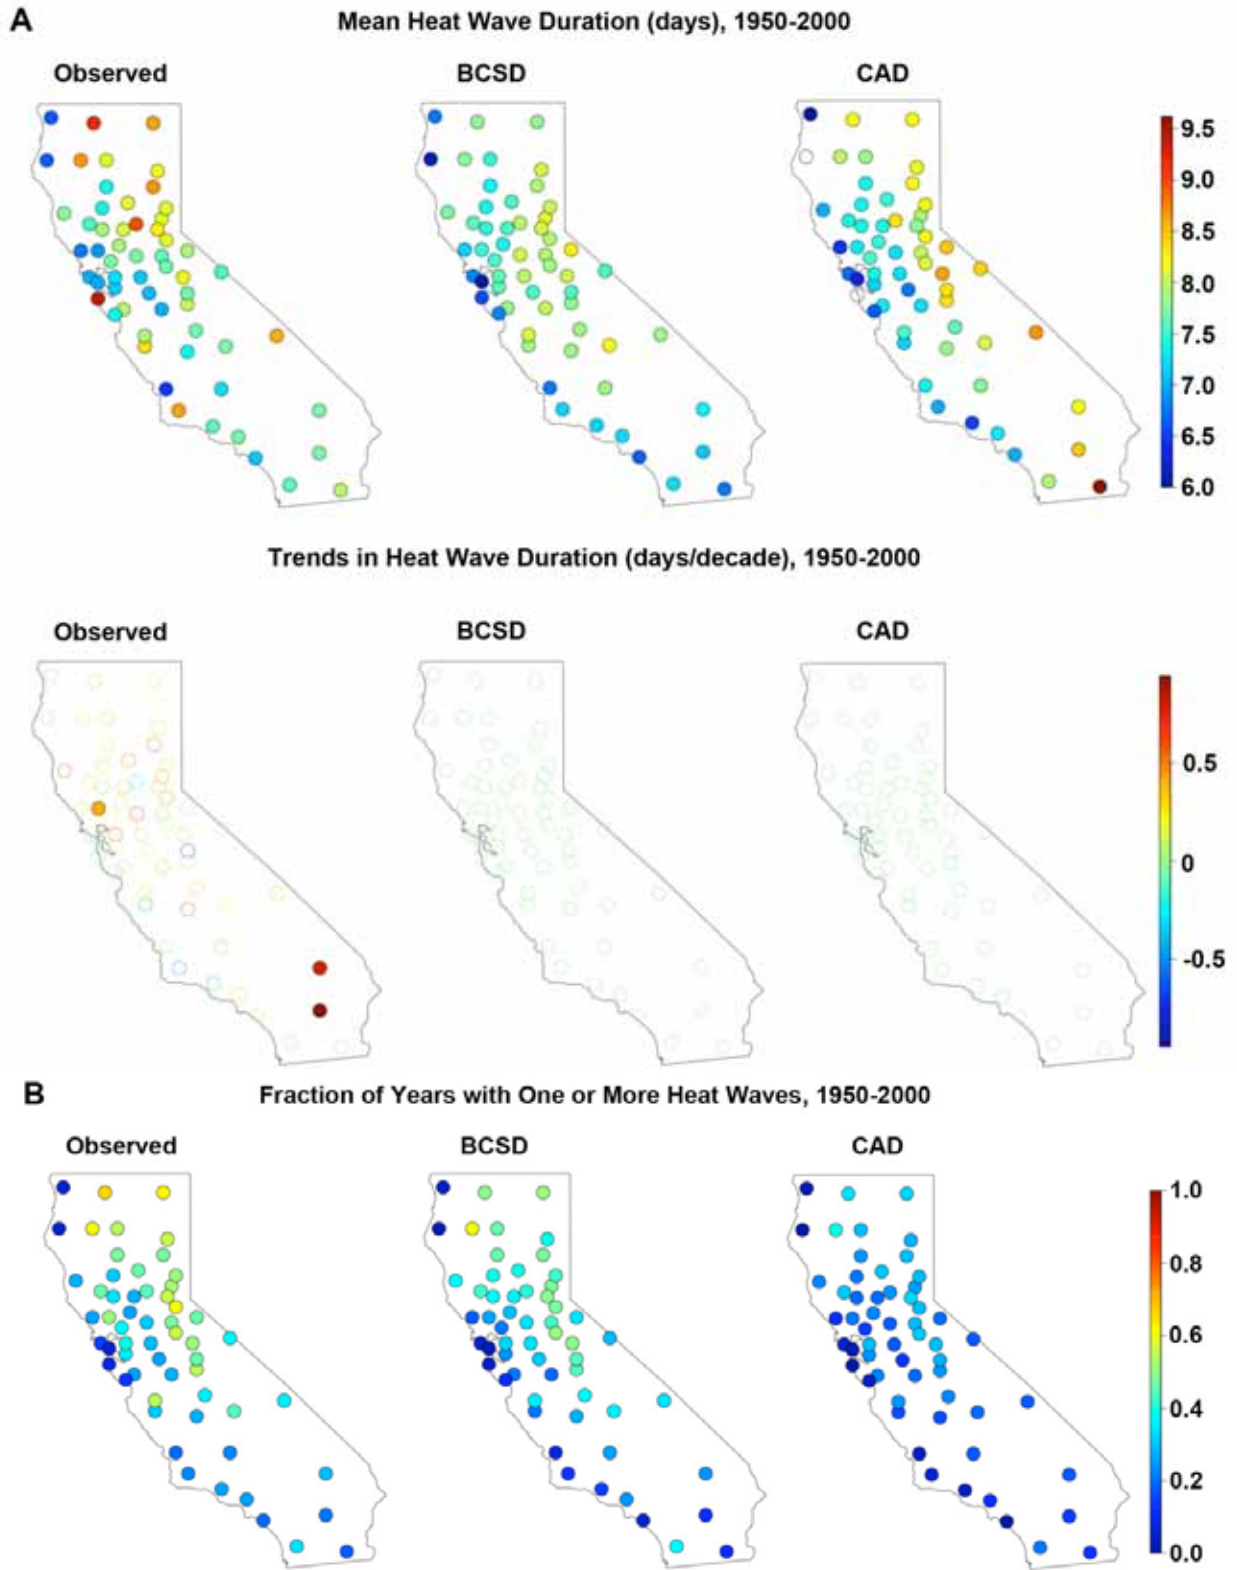 A
Mean Heat Wave Duration (days), 1950-2000
Observed BCSD CAD
9.5
9.0
8.5
8.0
7.5
7.0
6.5
6.0
Trends in Heat Wave Duration (days/decade), 1950-2000
Observed BCSD CAD
0.5
0
-0.5
B
Fraction of Years with One or More Heat Waves, 1950-2000
Observed BCSD CAD
1.0
0.8
0.6
0.4
0.2
0.0